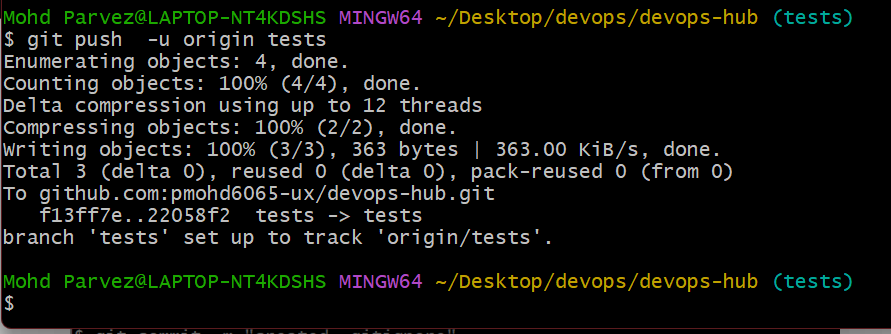 Mohd Parvez@LAPTOP-NT4KDSHS MINGW64 ~/Desktop/devops/devops-hub (tests)
$ git push  -u origin tests
Enumerating objects: 4, done.
Counting objects: 100% (4/4), done.
Delta compression using up to 12 threads
Compressing objects: 100% (2/2), done.
Writing objects: 100% (3/3), 363 bytes | 363.00 KiB/s, done.
Total 3 (delta 0), reused 0 (delta 0), pack-reused 0 (from 0)
To github.com:pmohd6065-ux/devops-hub.git
   f13ff7e..22058f2  tests -> tests
branch 'tests' set up to track 'origin/tests'.
Mohd Parvez@LAPTOP-NT4KDSHS MINGW64 ~/Desktop/devops/devops-hub (tests)
$
$ git commit -m "created .gitignore"